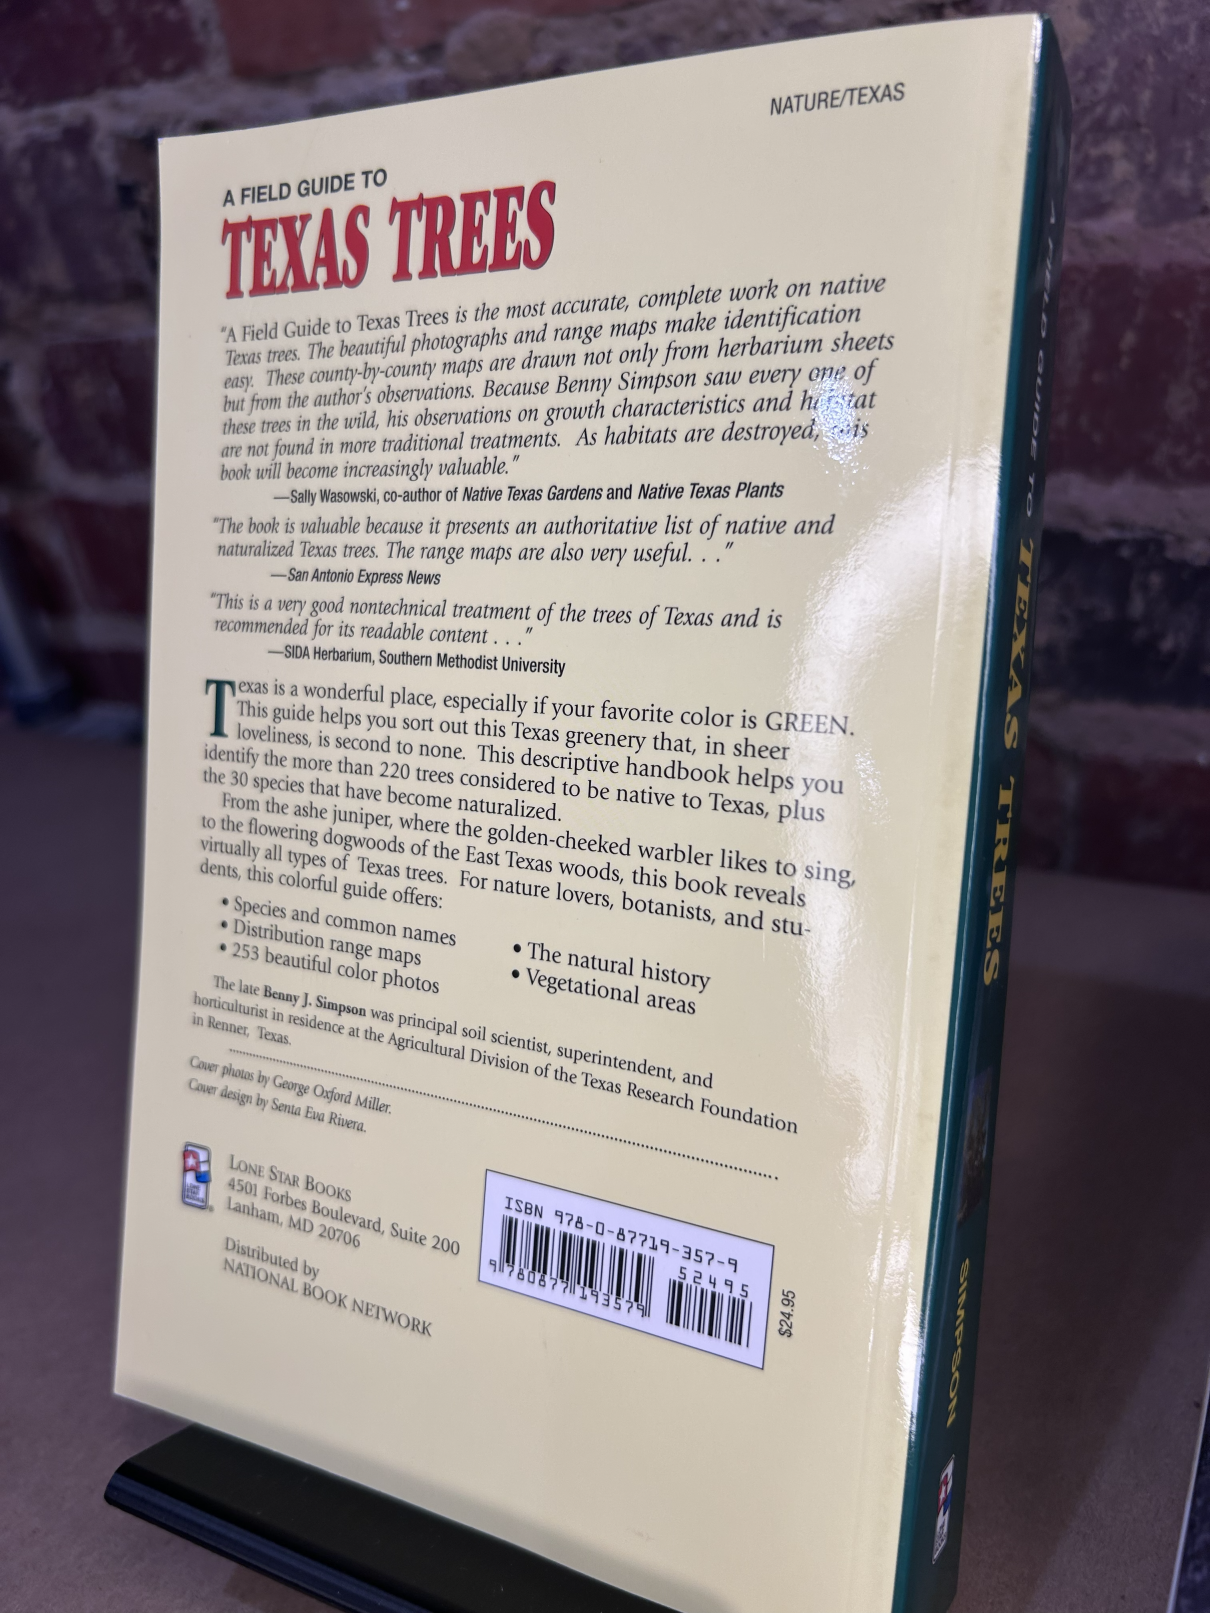 NATURE/TEXAS
A FIELD GUIDE TO
TEXAS TREES
"A Field Guide to Texas Trees is the most accurate, complete work on native
Texas trees. The beautiful photographs and range maps make identification
easy. These county-by-county maps are drawn not only from herbarium sheets
but from the author's observations. Because Benny Simpson saw every one of
these trees in the wild, his observations on growth characteristics and habitat
are not found in more traditional treatments. As habitats are destroyed, this
book will become increasingly valuable."
—Sally Wasowski, co-author of Native Texas Gardens and Native Texas Plants
"The book is valuable because it presents an authoritative list of native and
naturalized Texas trees. The range maps are also very useful. . ."
—San Antonio Express News
"This is a very good nontechnical treatment of the trees of Texas and is
recommended for its readable content . . ."
—SIDA Herbarium, Southern Methodist University
Texas is a wonderful place, especially if your favorite color is GREEN.
This guide helps you sort out this Texas greenery that, in sheer
loveliness, is second to none. This descriptive handbook helps you
identify the more than 220 trees considered to be native to Texas, plus
the 30 species that have become naturalized.
From the ashe juniper, where the golden-cheeked warbler likes to sing,
to the flowering dogwoods of the East Texas woods, this book reveals
virtually all types of Texas trees. For nature lovers, botanists, and stu-
dents, this colorful guide offers:
• Species and common names
• Distribution range maps
• 253 beautiful color photos
• The natural history
• Vegetational areas
The late Benny J. Simpson was principal soil scientist, superintendent, and
horticulturist in residence at the Agricultural Division of the Texas Research Foundation
in Renner, Texas.
Cover photos by George Oxford Miller.
Cover design by Senta Eva Rivera.
LONE STAR BOOKS
4501 Forbes Boulevard, Suite 200
Lanham, MD 20706
Distributed by
NATIONAL BOOK NETWORK
ISBN 978-0-87719-357-9
52495
9 780877 193579
$24.95
A FIELD GUIDE TO
TEXAS TREES
SIMPSON